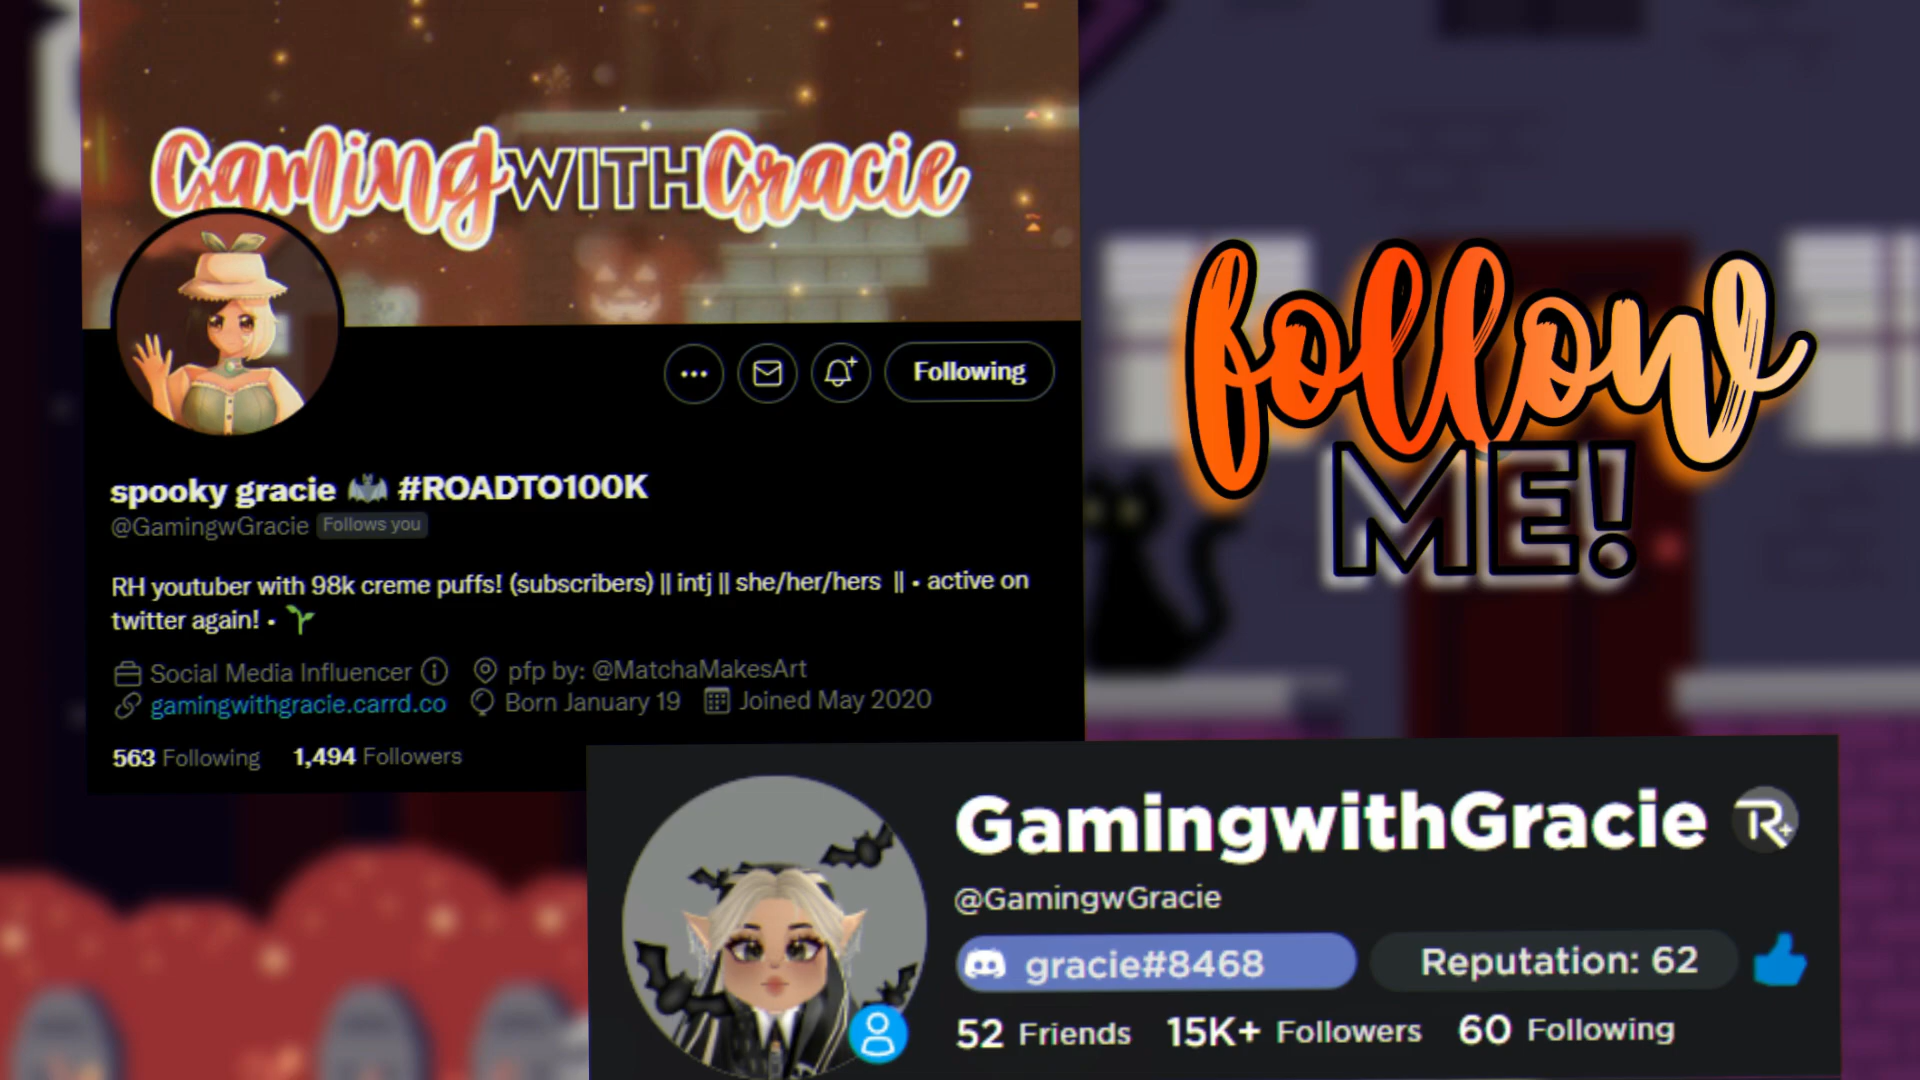 GamingWITHGracie
Following
spooky gracie 🦇 #ROADTO100K
@GamingwGracie Follows you
RH youtuber with 98k creme puffs! (subscribers) || intj || she/her/hers || • active on
twitter again! • 🌱
Social Media Influencer pfp by: @MatchaMakesArt
gamingwithgracie.carrd.co Born January 19 Joined May 2020
563 Following 1,494 Followers
follow
ME!
GamingwithGracie R+
@GamingwGracie
gracie#8468 Reputation: 62
52 Friends 15K+ Followers 60 Following